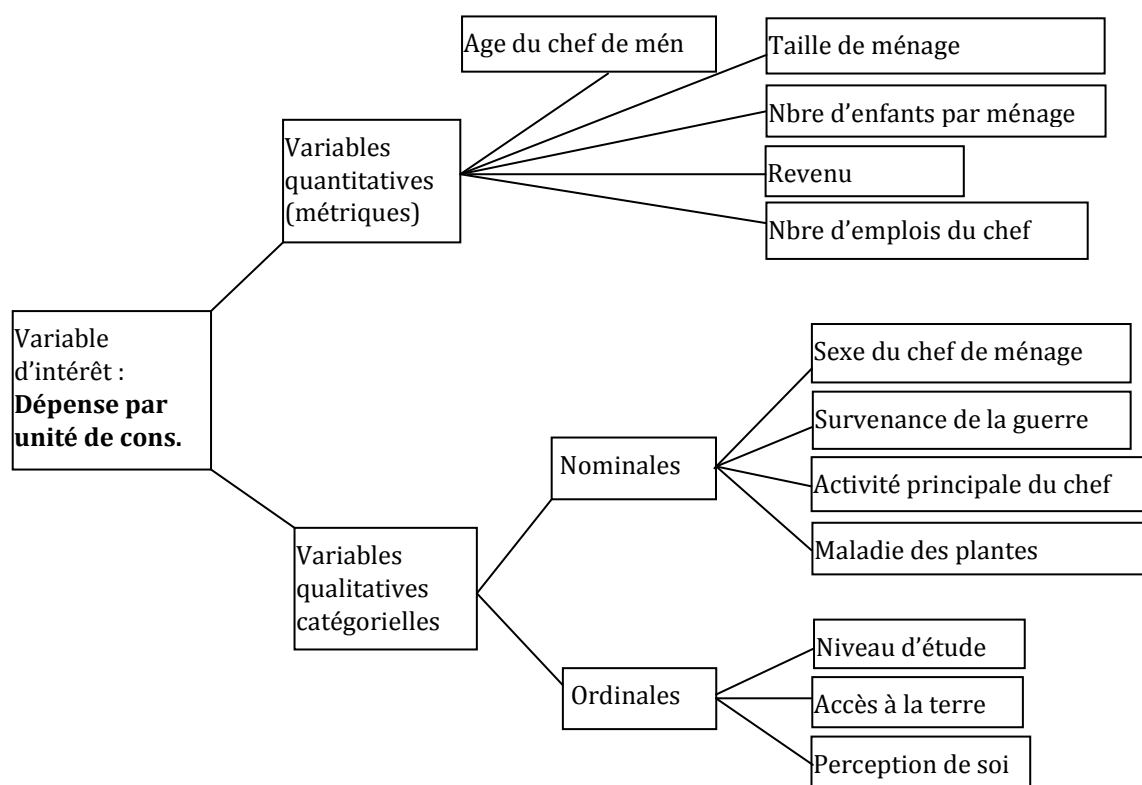 Age du chef de mén
Taille de ménage
Nbre d'enfants par ménage
Variables
quantitatives
(métriques)
Revenu
Nbre d'emplois du chef
Variable
d'intérêt :
Dépense par
unité de cons.
Sexe du chef de ménage
Survenance de la guerre
Nominales
Activité principale du chef
Maladie des plantes
Variables
qualitatives
catégorielles
Niveau d'étude
Ordinales
Accès à la terre
Perception de soi